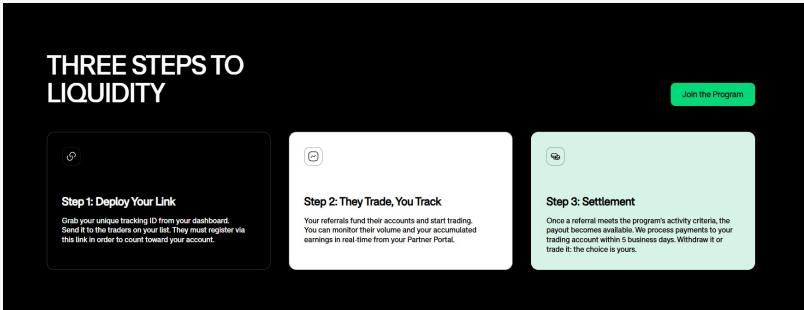 THREE STEPS TO
LIQUIDITY
Join the Program
Step 1: Deploy Your Link
Grab your unique tracking ID from your dashboard.
Send it to the traders on your list. They must register via
this link in order to count toward your account.
Step 2: They Trade, You Track
Your referrals fund their accounts and start trading.
You can monitor their volume and your accumulated
earnings in real-time from your Partner Portal.
Step 3: Settlement
Once a referral meets the program's activity criteria, the
payout becomes available. We process payments to your
trading account within 5 business days. Withdraw it or
trade it: the choice is yours.